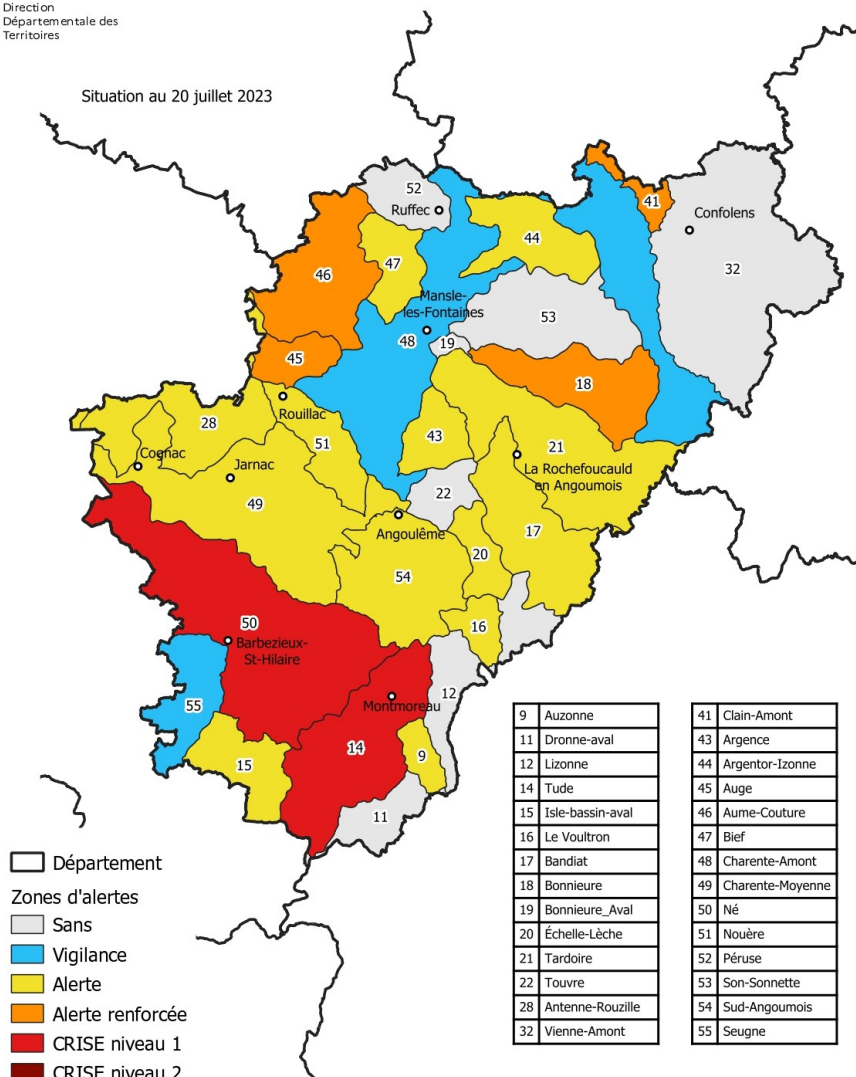 Direction
Départementale des
Territoires
Situation au 20 juillet 2023
52
Ruffec
41
Confolens
44
47
46
32
Mansle-
les-Fontaines
53
48
19
45
18
Rouillac
28
51
43
21
Cognac
Jarnac
La Rochefoucauld
en Angoumois
22
49
Angoulême
17
20
54
50
16
Barbezieux-
St-Hilaire
12
55
Montmoreau
14
9
15
11
9 Auzonne
11 Dronne-aval
12 Lizonne
14 Tude
15 Isle-bassin-aval
16 Le Voultron
17 Bandiat
18 Bonnieure
19 Bonnieure_Aval
20 Échelle-Lèche
21 Tardoire
22 Touvre
28 Antenne-Rouzille
32 Vienne-Amont
41 Clain-Amont
43 Argence
44 Argentor-Izonne
45 Auge
46 Aume-Couture
47 Bief
48 Charente-Amont
49 Charente-Moyenne
50 Né
51 Nouère
52 Péruse
53 Son-Sonnette
54 Sud-Angoumois
55 Seugne
Département
Zones d'alertes
Sans
Vigilance
Alerte
Alerte renforcée
CRISE niveau 1
CRISE niveau 2